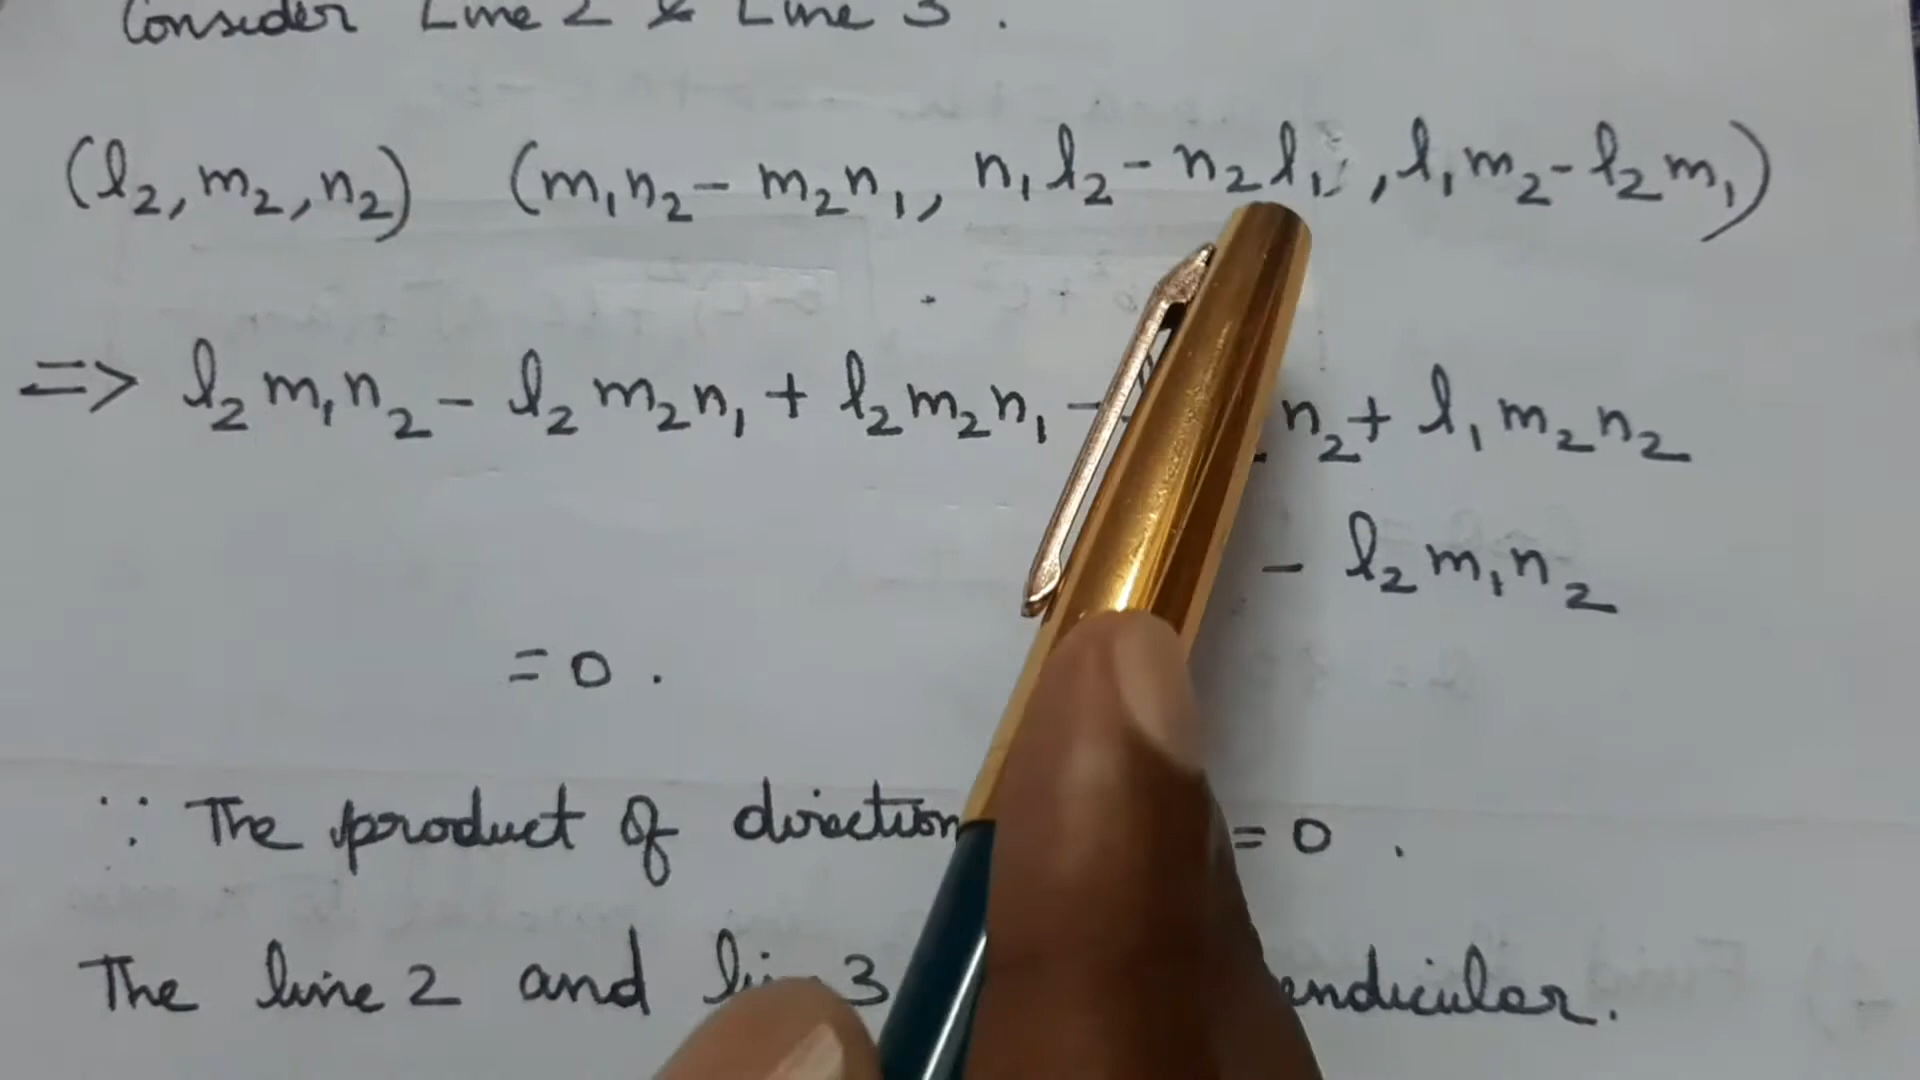 Consider Line 2 & Line 3 .
(l₂, m₂, n₂) (m₁n₂ - m₂n₁, n₁l₂ - n₂l₁, l₁m₂ - l₂m₁)
=> l₂m₁n₂ - l₂m₂n₁ + l₂m₂n₁ - n₂ + l₁m₂n₂
- l₂m₁n₂
= 0 .
∵ The product of direction = 0 .
The line 2 and line 3